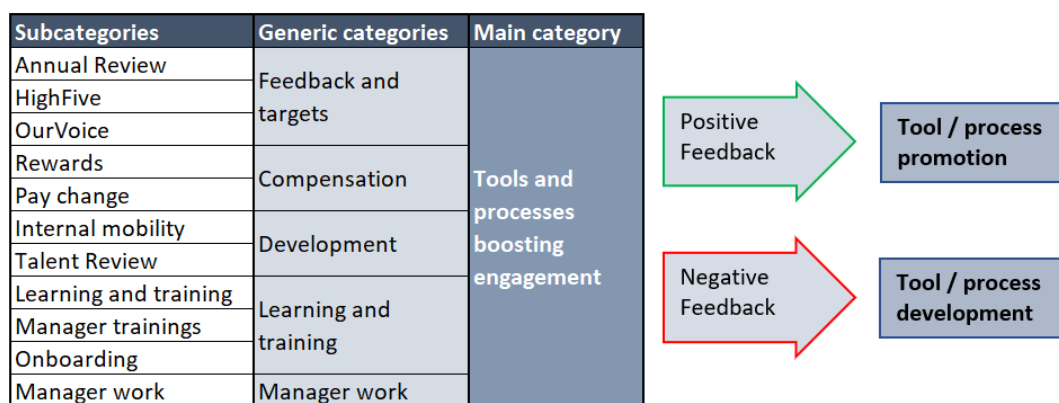 Subcategories Generic categories Main category
Annual Review
HighFive
OurVoice
Feedback and
targets
Rewards
Pay change
Compensation
Internal mobility
Talent Review
Development
Learning and training
Manager trainings
Onboarding
Learning and
training
Manager work
Manager work
Tools and
processes
boosting
engagement
Positive
Feedback
Tool / process
promotion
Negative
Feedback
Tool / process
development